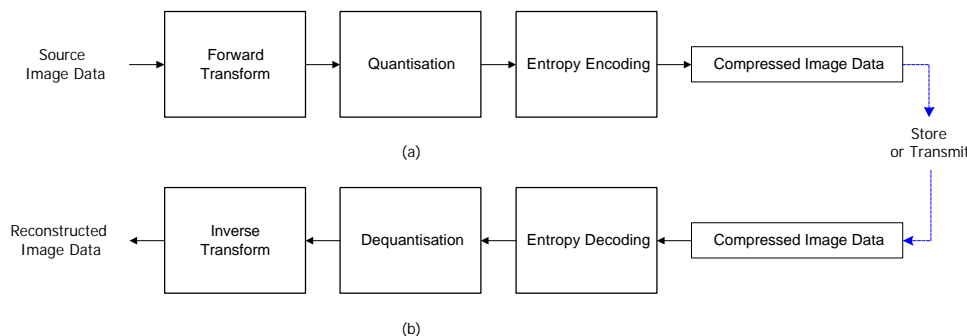 Source
Image Data
Forward
Transform
Quantisation
Entropy Encoding
Compressed Image Data
(a)
Store
or Transmit
Reconstructed
Image Data
Inverse
Transform
Dequantisation
Entropy Decoding
Compressed Image Data
(b)